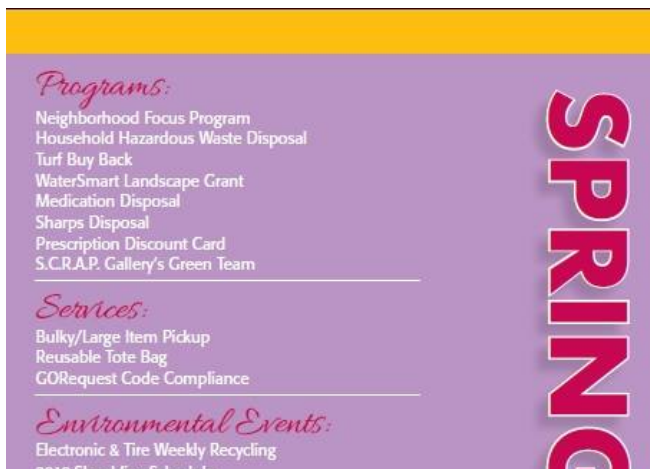 Programs:
Neighborhood Focus Program
Household Hazardous Waste Disposal
Turf Buy Back
WaterSmart Landscape Grant
Medication Disposal
Sharps Disposal
Prescription Discount Card
S.C.R.A.P. Gallery's Green Team
Services:
Bulky/Large Item Pickup
Reusable Tote Bag
GORequest Code Compliance
Environmental Events:
Electronic & Tire Weekly Recycling
SPRIN